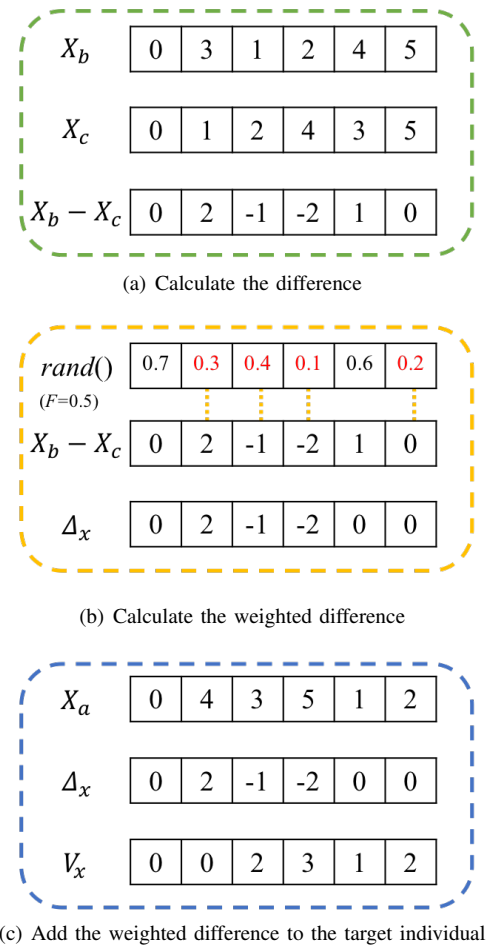 X_b 0 3 1 2 4 5
X_c 0 1 2 4 3 5
X_b − X_c 0 2 -1 -2 1 0
(a) Calculate the difference
rand() 0.7 0.3 0.4 0.1 0.6 0.2
(F=0.5)
X_b − X_c 0 2 -1 -2 1 0
Δ_x 0 2 -1 -2 0 0
(b) Calculate the weighted difference
X_a 0 4 3 5 1 2
Δ_x 0 2 -1 -2 0 0
V_x 0 0 2 3 1 2
(c) Add the weighted difference to the target individual